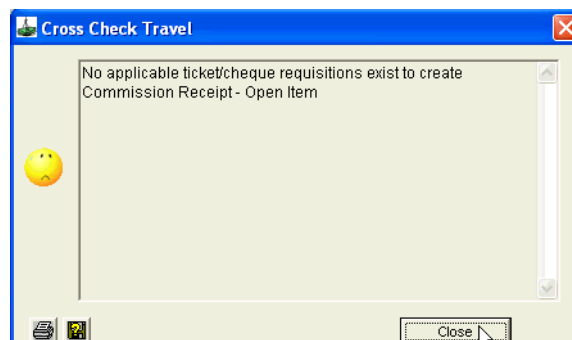 Cross Check Travel
No applicable ticket/cheque requisitions exist to create
Commission Receipt - Open Item
Close